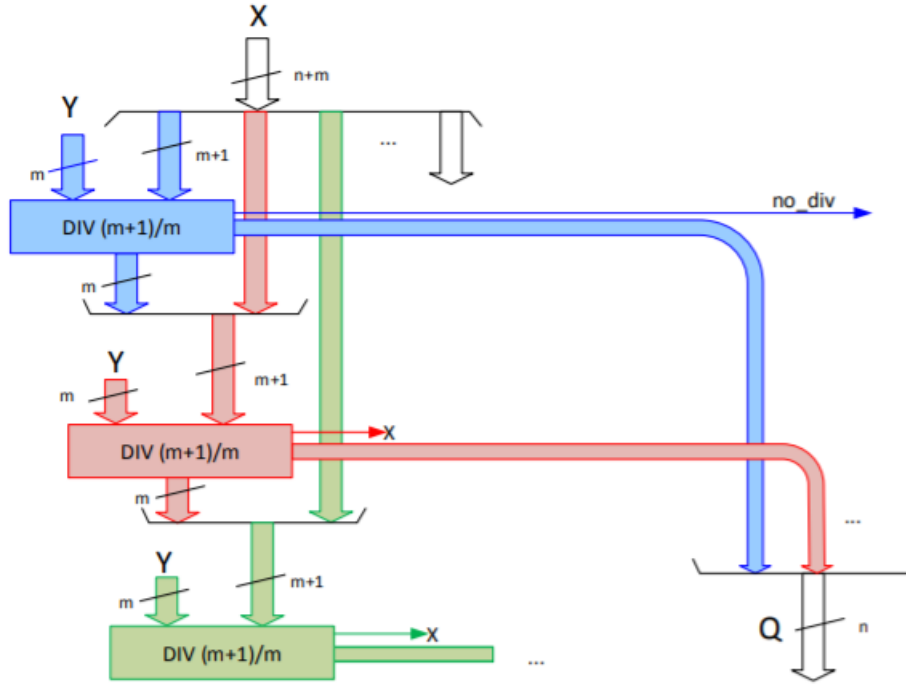 X
n+m
Y
m
m+1
...
no_div
DIV (m+1)/m
m
Y
m
m+1
X
DIV (m+1)/m
m
...
Y
m
m+1
X
Q
n
DIV (m+1)/m
...